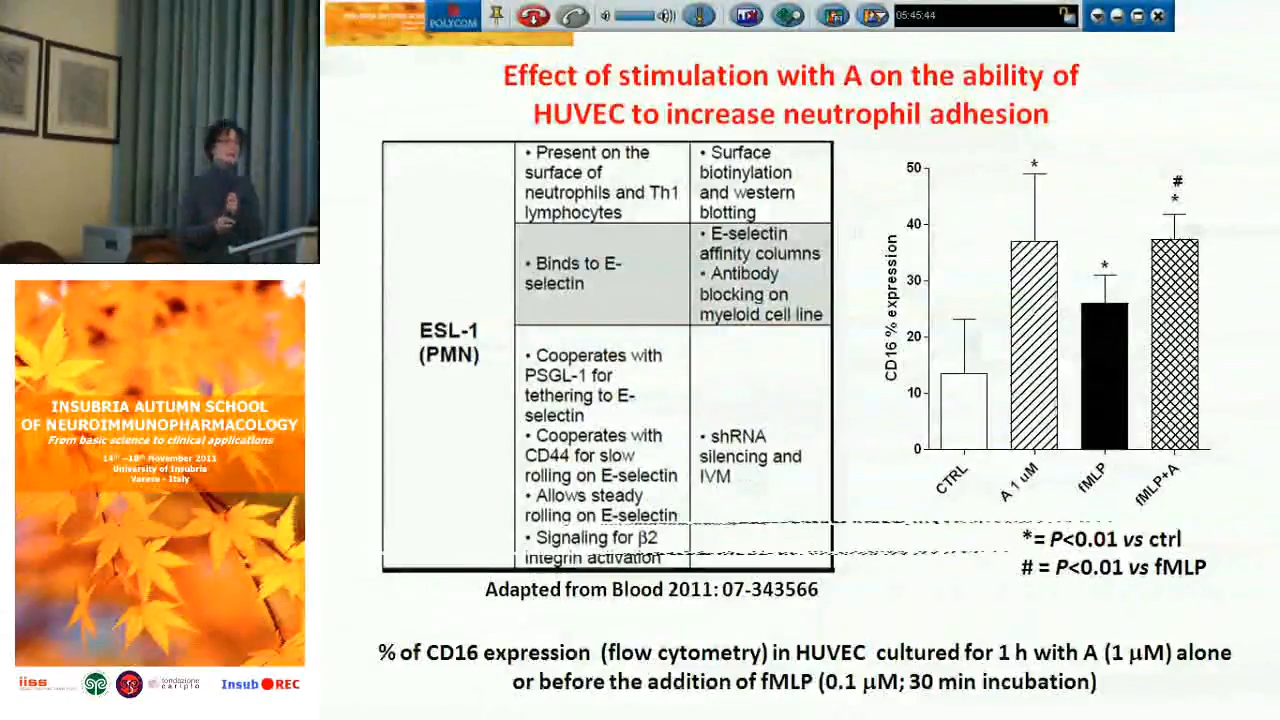 POLYCOM
05:45:44
Effect of stimulation with A on the ability of
HUVEC to increase neutrophil adhesion
ESL-1
(PMN)
• Present on the
surface of
neutrophils and Th1
lymphocytes
• Surface
biotinylation
and western
blotting
• Binds to E-
selectin
• E-selectin
affinity columns
• Antibody
blocking on
myeloid cell line
• Cooperates with
PSGL-1 for
tethering to E-
selectin
• Cooperates with
CD44 for slow
rolling on E-selectin
• Allows steady
rolling on E-selectin
• Signaling for β2
integrin activation
• shRNA
silencing and
IVM
Adapted from Blood 2011: 07-343566
CD16 % expression
50
40
30
20
10
0
*
*
#
*
CTRL
A 1 uM
fMLP
fMLP+A
*= P<0.01 vs ctrl
# = P<0.01 vs fMLP
% of CD16 expression (flow cytometry) in HUVEC cultured for 1 h with A (1 μM) alone
or before the addition of fMLP (0.1 μM; 30 min incubation)
INSUBRIA AUTUMN SCHOOL
OF NEUROIMMUNOPHARMACOLOGY
From basic science to clinical applications
14th –18th November 2011
University of Insubria
Varese - Italy
iiss
fondazione
cariplo
Insub REC